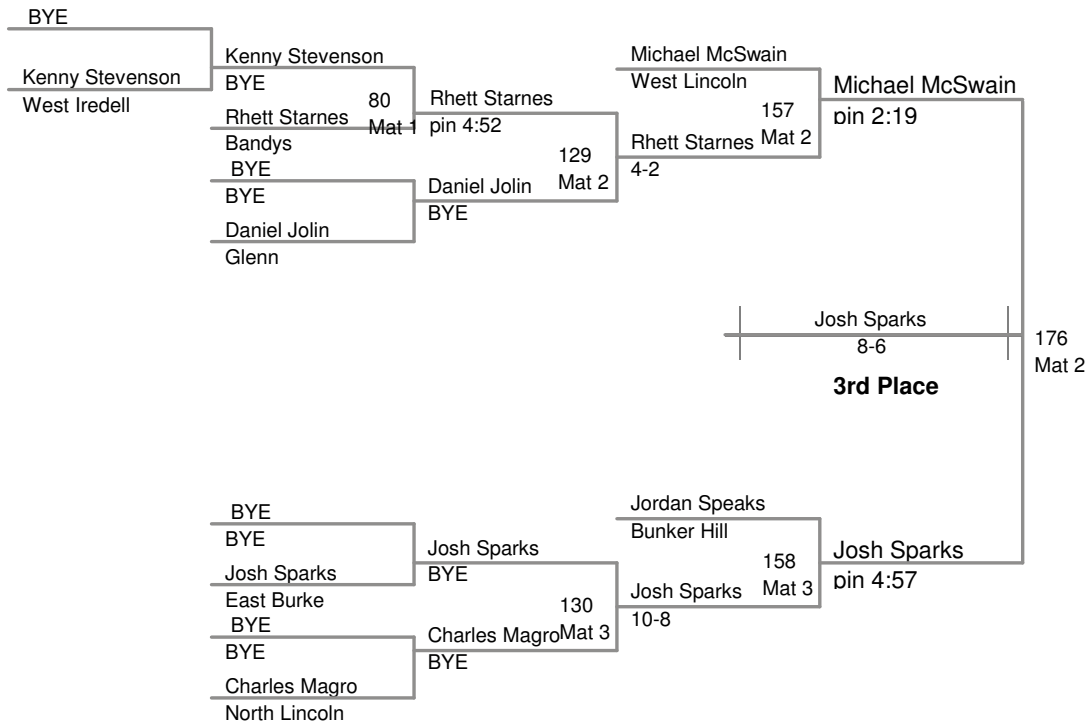 BYE
Kenny Stevenson
West Iredell
Kenny Stevenson
BYE
Rhett Starnes
Bandys
BYE
BYE
Daniel Jolin
Glenn
80
Mat 1
Rhett Starnes
pin 4:52
Daniel Jolin
BYE
129
Mat 2
Michael McSwain
West Lincoln
Rhett Starnes
4-2
157
Mat 2
Michael McSwain
pin 2:19
Josh Sparks
8-6
3rd Place
176
Mat 2
BYE
BYE
Josh Sparks
East Burke
BYE
BYE
Charles Magro
North Lincoln
Josh Sparks
BYE
Charles Magro
BYE
130
Mat 3
Jordan Speaks
Bunker Hill
Josh Sparks
10-8
158
Mat 3
Josh Sparks
pin 4:57